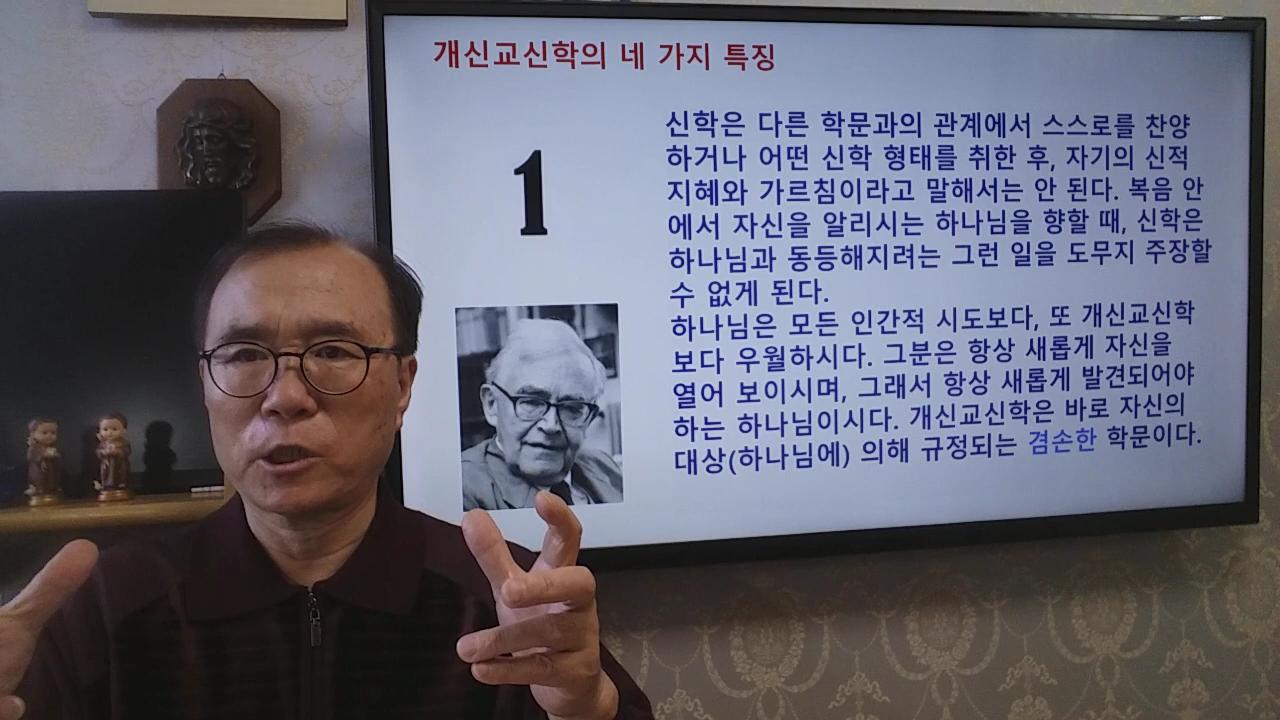 개신교신학의 네 가지 특징
1
신학은 다른 학문과의 관계에서 스스로를 찬양
하거나 어떤 신학 형태를 취한 후, 자기의 신적
지혜와 가르침이라고 말해서는 안 된다. 복음 안
에서 자신을 알리시는 하나님을 향할 때, 신학은
하나님과 동등해지려는 그런 일을 도무지 주장할
수 없게 된다.
하나님은 모든 인간적 시도보다, 또 개신교신학
보다 우월하시다. 그분은 항상 새롭게 자신을
열어 보이시며, 그래서 항상 새롭게 발견되어야
하는 하나님이시다. 개신교신학은 바로 자신의
대상(하나님에) 의해 규정되는 겸손한 학문이다.